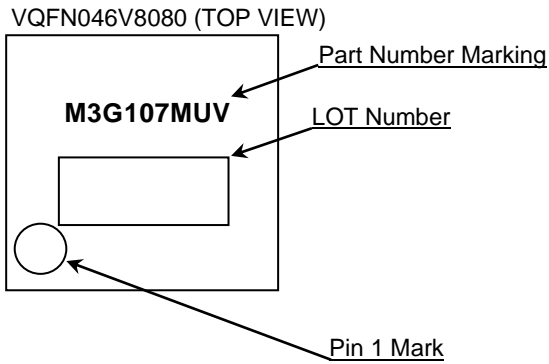 VQFN046V8080 (TOP VIEW)
Part Number Marking
M3G107MUV
LOT Number
Pin 1 Mark